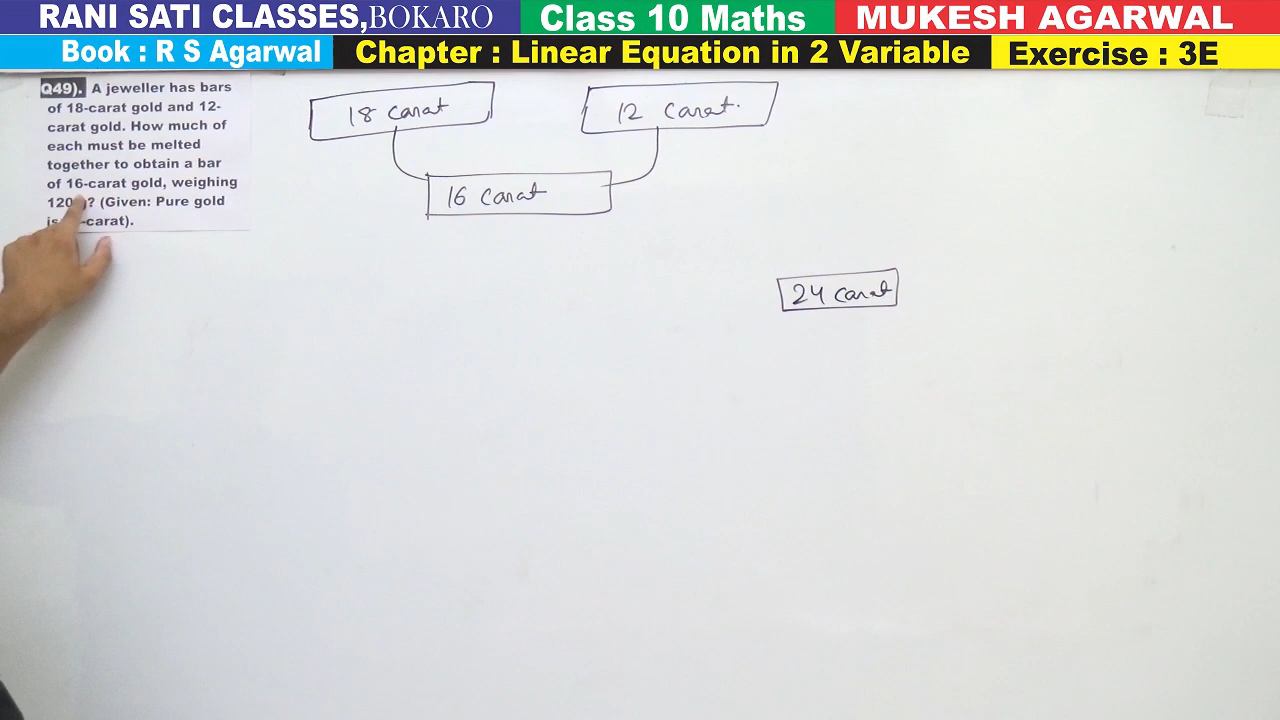 RANI SATI CLASSES, BOKARO
Class 10 Maths
MUKESH AGARWAL
Book : R S Agarwal
Chapter : Linear Equation in 2 Variable
Exercise : 3E
Q49). A jeweller has bars
of 18-carat gold and 12-
carat gold. How much of
each must be melted
together to obtain a bar
of 16-carat gold, weighing
120 ? (Given: Pure gold
-carat).
18 carat
12 carat.
16 carat
24 carat